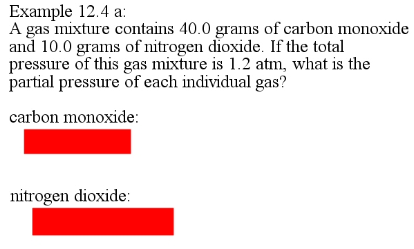 Example 12.4 a:
A gas mixture contains 40.0 grams of carbon monoxide
and 10.0 grams of nitrogen dioxide. If the total
pressure of this gas mixture is 1.2 atm, what is the
partial pressure of each individual gas?
carbon monoxide:
nitrogen dioxide: